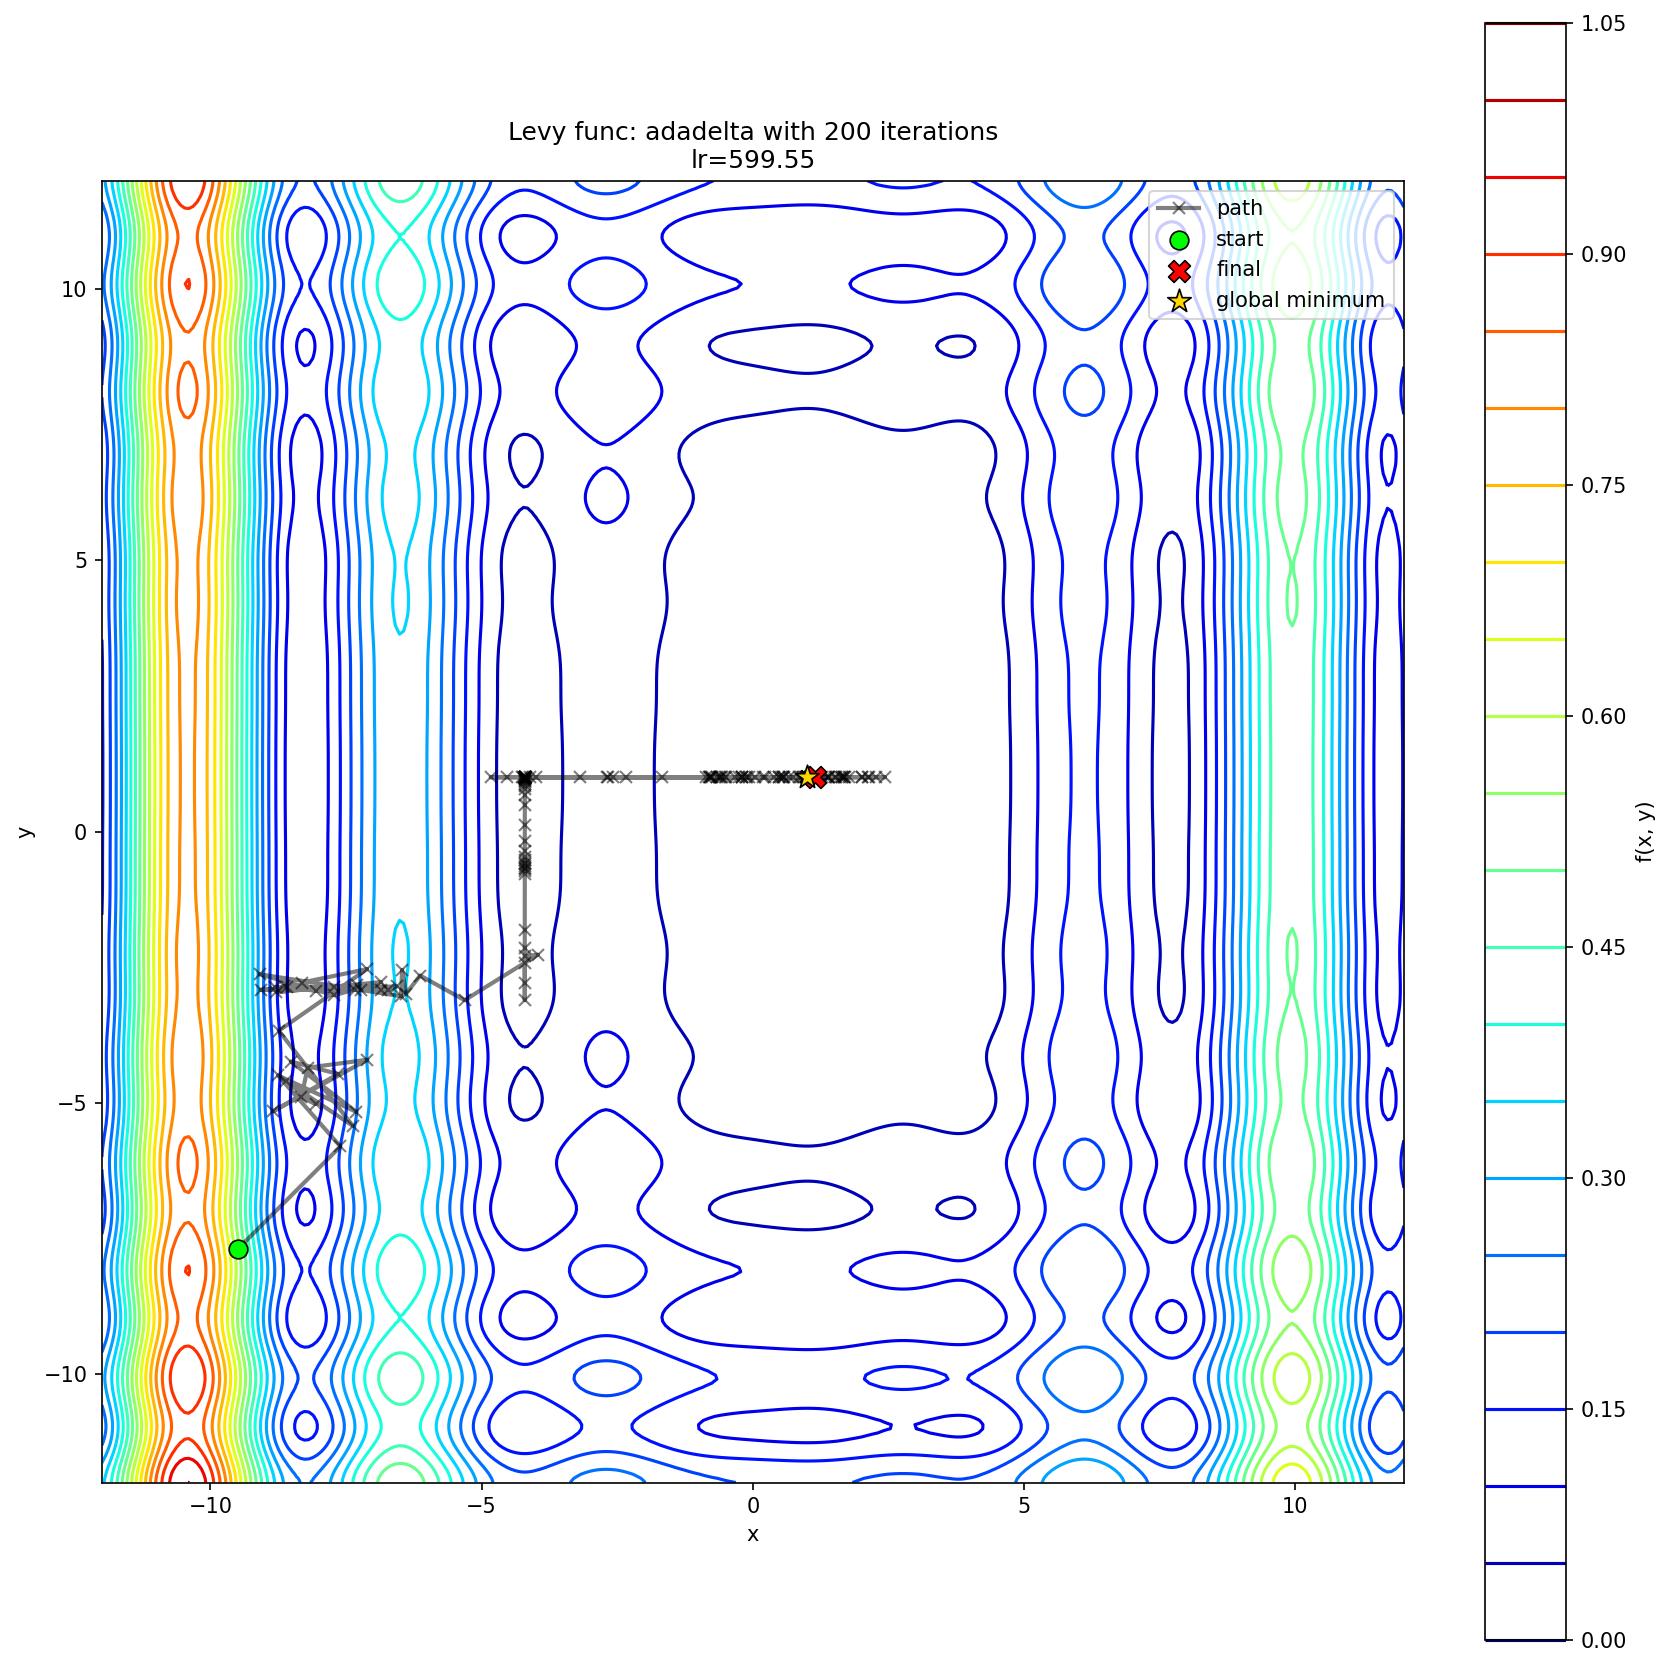 Levy func: adadelta with 200 iterations
lr=599.55
path
start
final
global minimum
10
5
0
−5
−10
y
−10
−5
0
5
10
x
1.05
0.90
0.75
0.60
0.45
0.30
0.15
0.00
f(x, y)